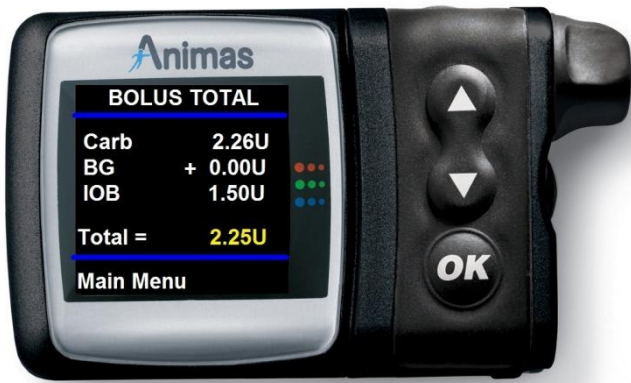 Animas
BOLUS TOTAL
Carb 2.26U
BG + 0.00U
IOB 1.50U
Total = 2.25U
Main Menu
OK